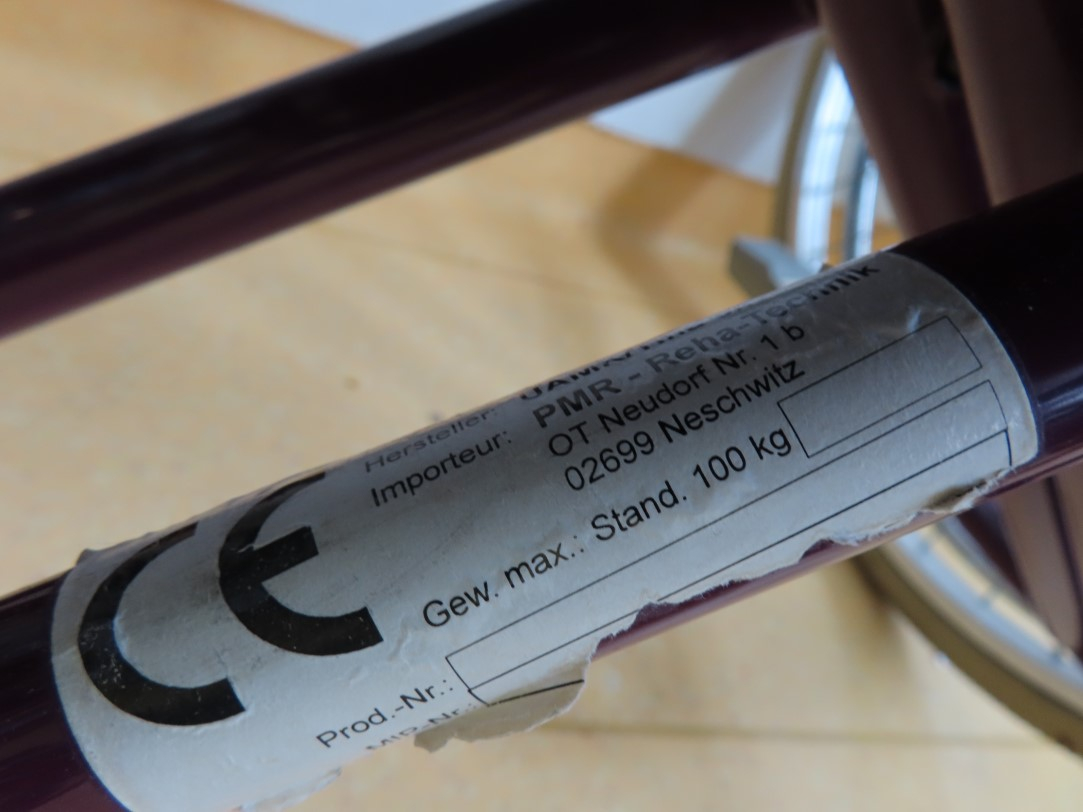 CE
Hersteller:
Importeur: PMR - Reha-Technik
OT Neudorf Nr. 1 b
02699 Neschwitz
Gew. max.: Stand. 100 kg
Prod.-Nr.: